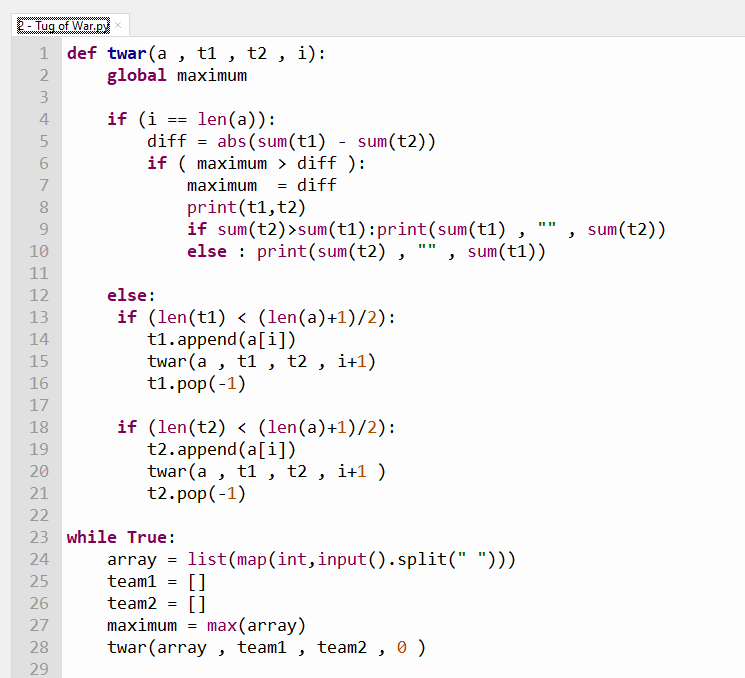 2 - Tug of War.py ×
1 def twar(a , t1 , t2 , i):
2     global maximum
3
4     if (i == len(a)):
5         diff = abs(sum(t1) - sum(t2))
6         if ( maximum > diff ):
7             maximum  = diff
8             print(t1,t2)
9             if sum(t2)>sum(t1):print(sum(t1) , "" , sum(t2))
10             else : print(sum(t2) , "" , sum(t1))
11
12     else:
13      if (len(t1) < (len(a)+1)/2):
14         t1.append(a[i])
15         twar(a , t1 , t2 , i+1)
16         t1.pop(-1)
17
18      if (len(t2) < (len(a)+1)/2):
19         t2.append(a[i])
20         twar(a , t1 , t2 , i+1 )
21         t2.pop(-1)
22
23 while True:
24     array = list(map(int,input().split(" ")))
25     team1 = []
26     team2 = []
27     maximum = max(array)
28     twar(array , team1 , team2 , 0 )
29